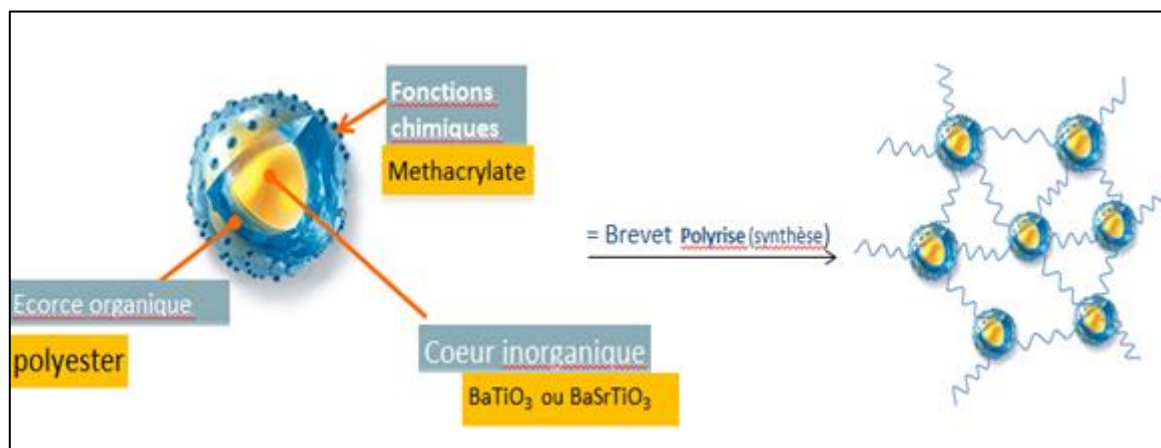 Fonctions
chimiques
Methacrylate
= Brevet Polyrise (synthèse)
Ecorce organique
polyester
Coeur inorganique
BaTiO₃ ou BaSrTiO₃